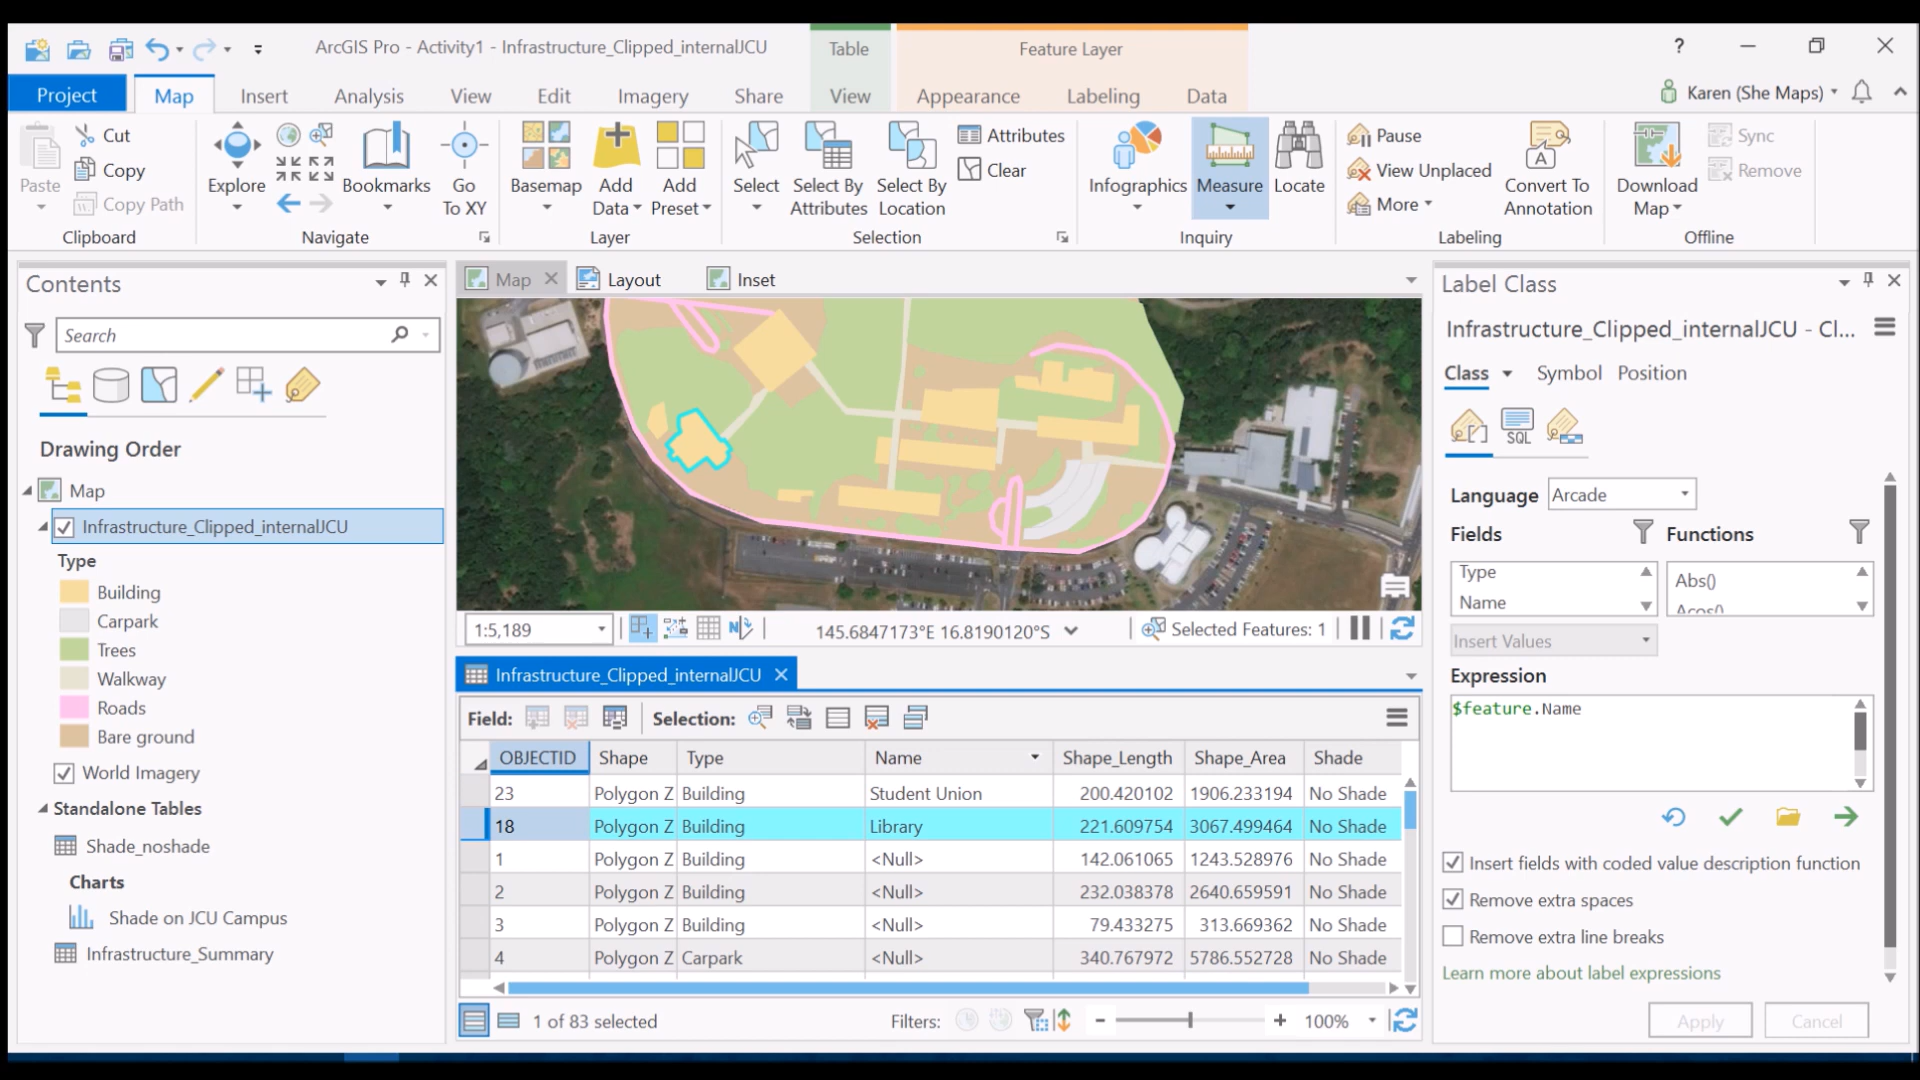 ArcGIS Pro - Activity1 - Infrastructure_Clipped_internalJCU
Table
Feature Layer
?
Project
Map
Insert
Analysis
View
Edit
Imagery
Share
View
Appearance
Labeling
Data
Karen (She Maps)
Paste
Cut
Copy
Copy Path
Clipboard
Explore
Bookmarks
Go
To XY
Navigate
Basemap
Add
Data
Add
Preset
Layer
Select
Select By
Attributes
Select By
Location
Attributes
Clear
Selection
Infographics
Measure
Locate
Inquiry
Pause
View Unplaced
More
A
Convert To
Annotation
Labeling
Download
Map
Sync
Remove
Offline
Contents
Search
Drawing Order
Map
Infrastructure_Clipped_internalJCU
Type
Building
Carpark
Trees
Walkway
Roads
Bare ground
World Imagery
Standalone Tables
Shade_noshade
Charts
Shade on JCU Campus
Infrastructure_Summary
Map
Layout
Inset
1:5,189
N
145.6847173°E 16.8190120°S
Selected Features: 1
Infrastructure_Clipped_internalJCU
Field:
Selection:
OBJECTID Shape Type Name Shape_Length Shape_Area Shade
23 Polygon Z Building Student Union 200.420102 1906.233194 No Shade
18 Polygon Z Building Library 221.609754 3067.499464 No Shade
1 Polygon Z Building <Null> 142.061065 1243.528976 No Shade
2 Polygon Z Building <Null> 232.038378 2640.659591 No Shade
3 Polygon Z Building <Null> 79.433275 313.669362 No Shade
4 Polygon Z Carpark <Null> 340.767972 5786.552728 No Shade
1 of 83 selected
Filters:
- + 100%
Label Class
Infrastructure_Clipped_internalJCU - Cl...
Class
Symbol
Position
SQL
Language
Arcade
Fields
Functions
Type
Name
Abs()
Acos()
Insert Values
Expression
$feature.Name
Insert fields with coded value description function
Remove extra spaces
Remove extra line breaks
Learn more about label expressions
Apply
Cancel